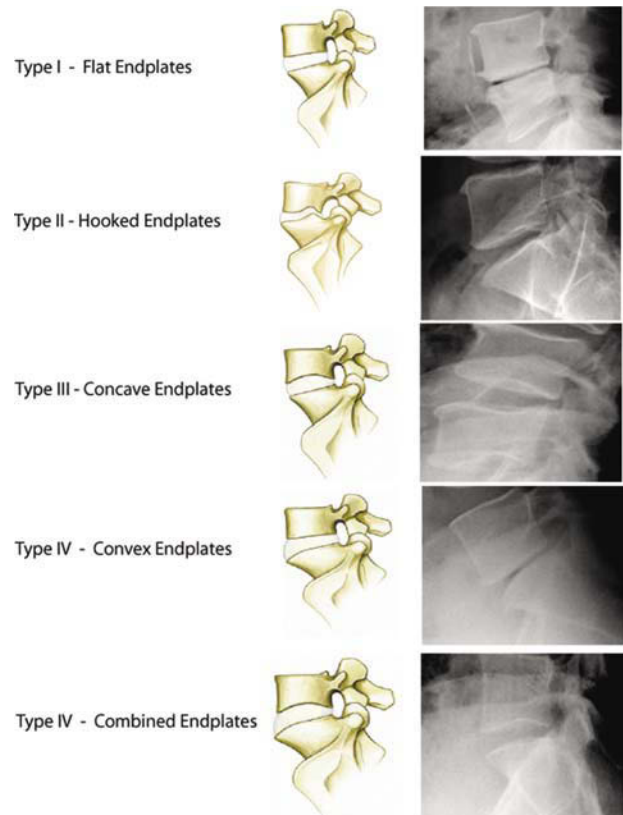 Type I - Flat Endplates
Type II - Hooked Endplates
Type III - Concave Endplates
Type IV - Convex Endplates
Type IV - Combined Endplates